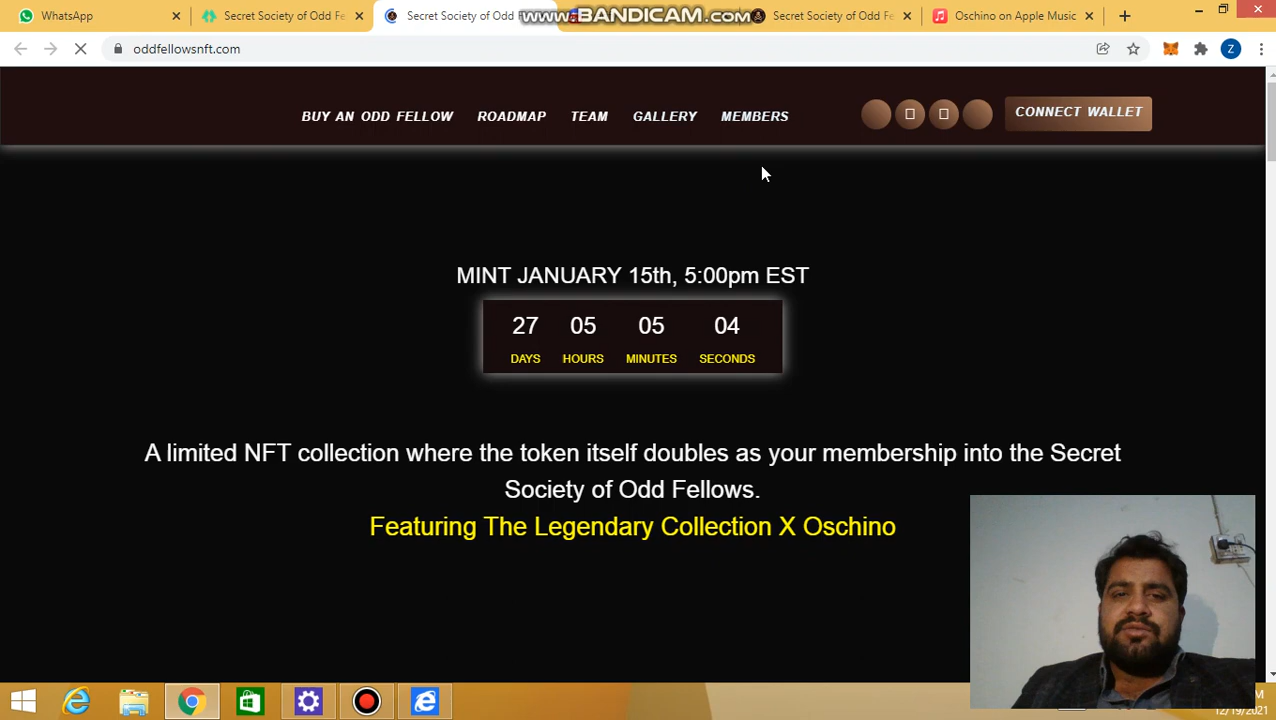 WhatsApp
Secret Society of Odd Fe
Secret Society of Odd F
www.BANDICAM.com
Secret Society of Odd Fe
Oschino on Apple Music
oddfellowsnft.com
Z
BUY AN ODD FELLOW
ROADMAP
TEAM
GALLERY
MEMBERS
CONNECT WALLET
MINT JANUARY 15th, 5:00pm EST
27 05 05 04
DAYS HOURS MINUTES SECONDS
A limited NFT collection where the token itself doubles as your membership into the Secret
Society of Odd Fellows.
Featuring The Legendary Collection X Oschino
12/19/2021